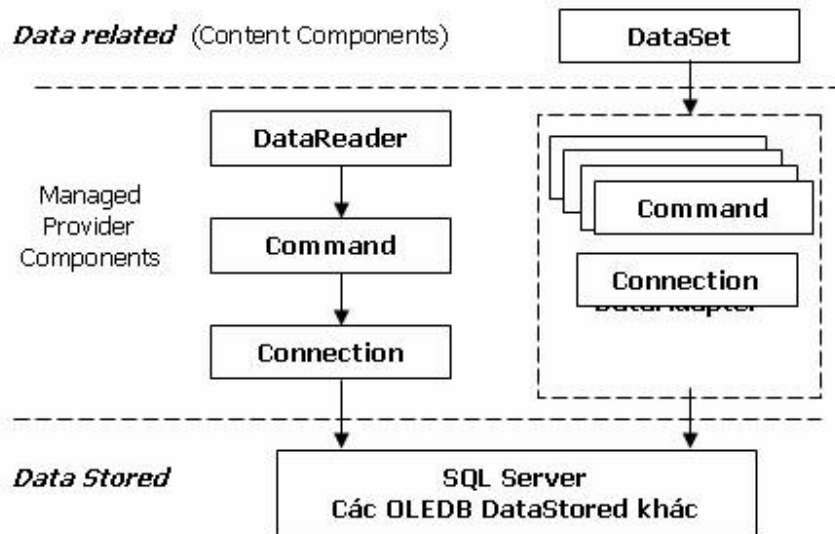 Data related (Content Components)
DataSet
DataReader
Managed
Provider
Components
Command
Command
Connection
DataAdapter
Connection
Data Stored
SQL Server
Các OLEDB DataStored khác